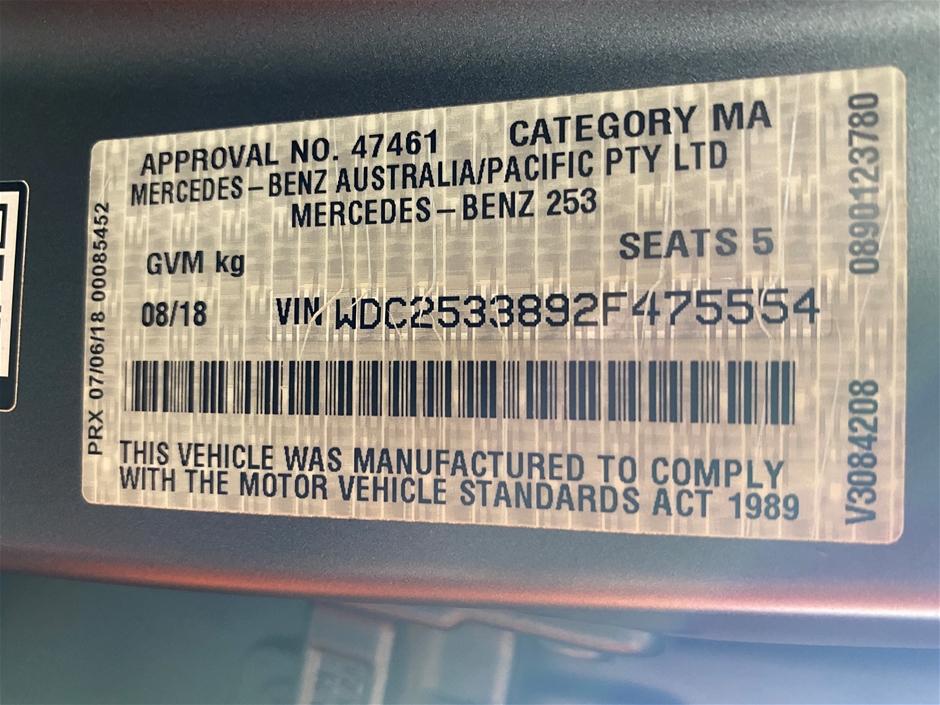 APPROVAL NO. 47461 CATEGORY MA
MERCEDES-BENZ AUSTRALIA/PACIFIC PTY LTD
MERCEDES-BENZ 253
GVM kg SEATS 5
08/18 VIN WDC2533892F475554
THIS VEHICLE WAS MANUFACTURED TO COMPLY
WITH THE MOTOR VEHICLE STANDARDS ACT 1989
PRX 07/06/18 00085452
V3084208 0890123780